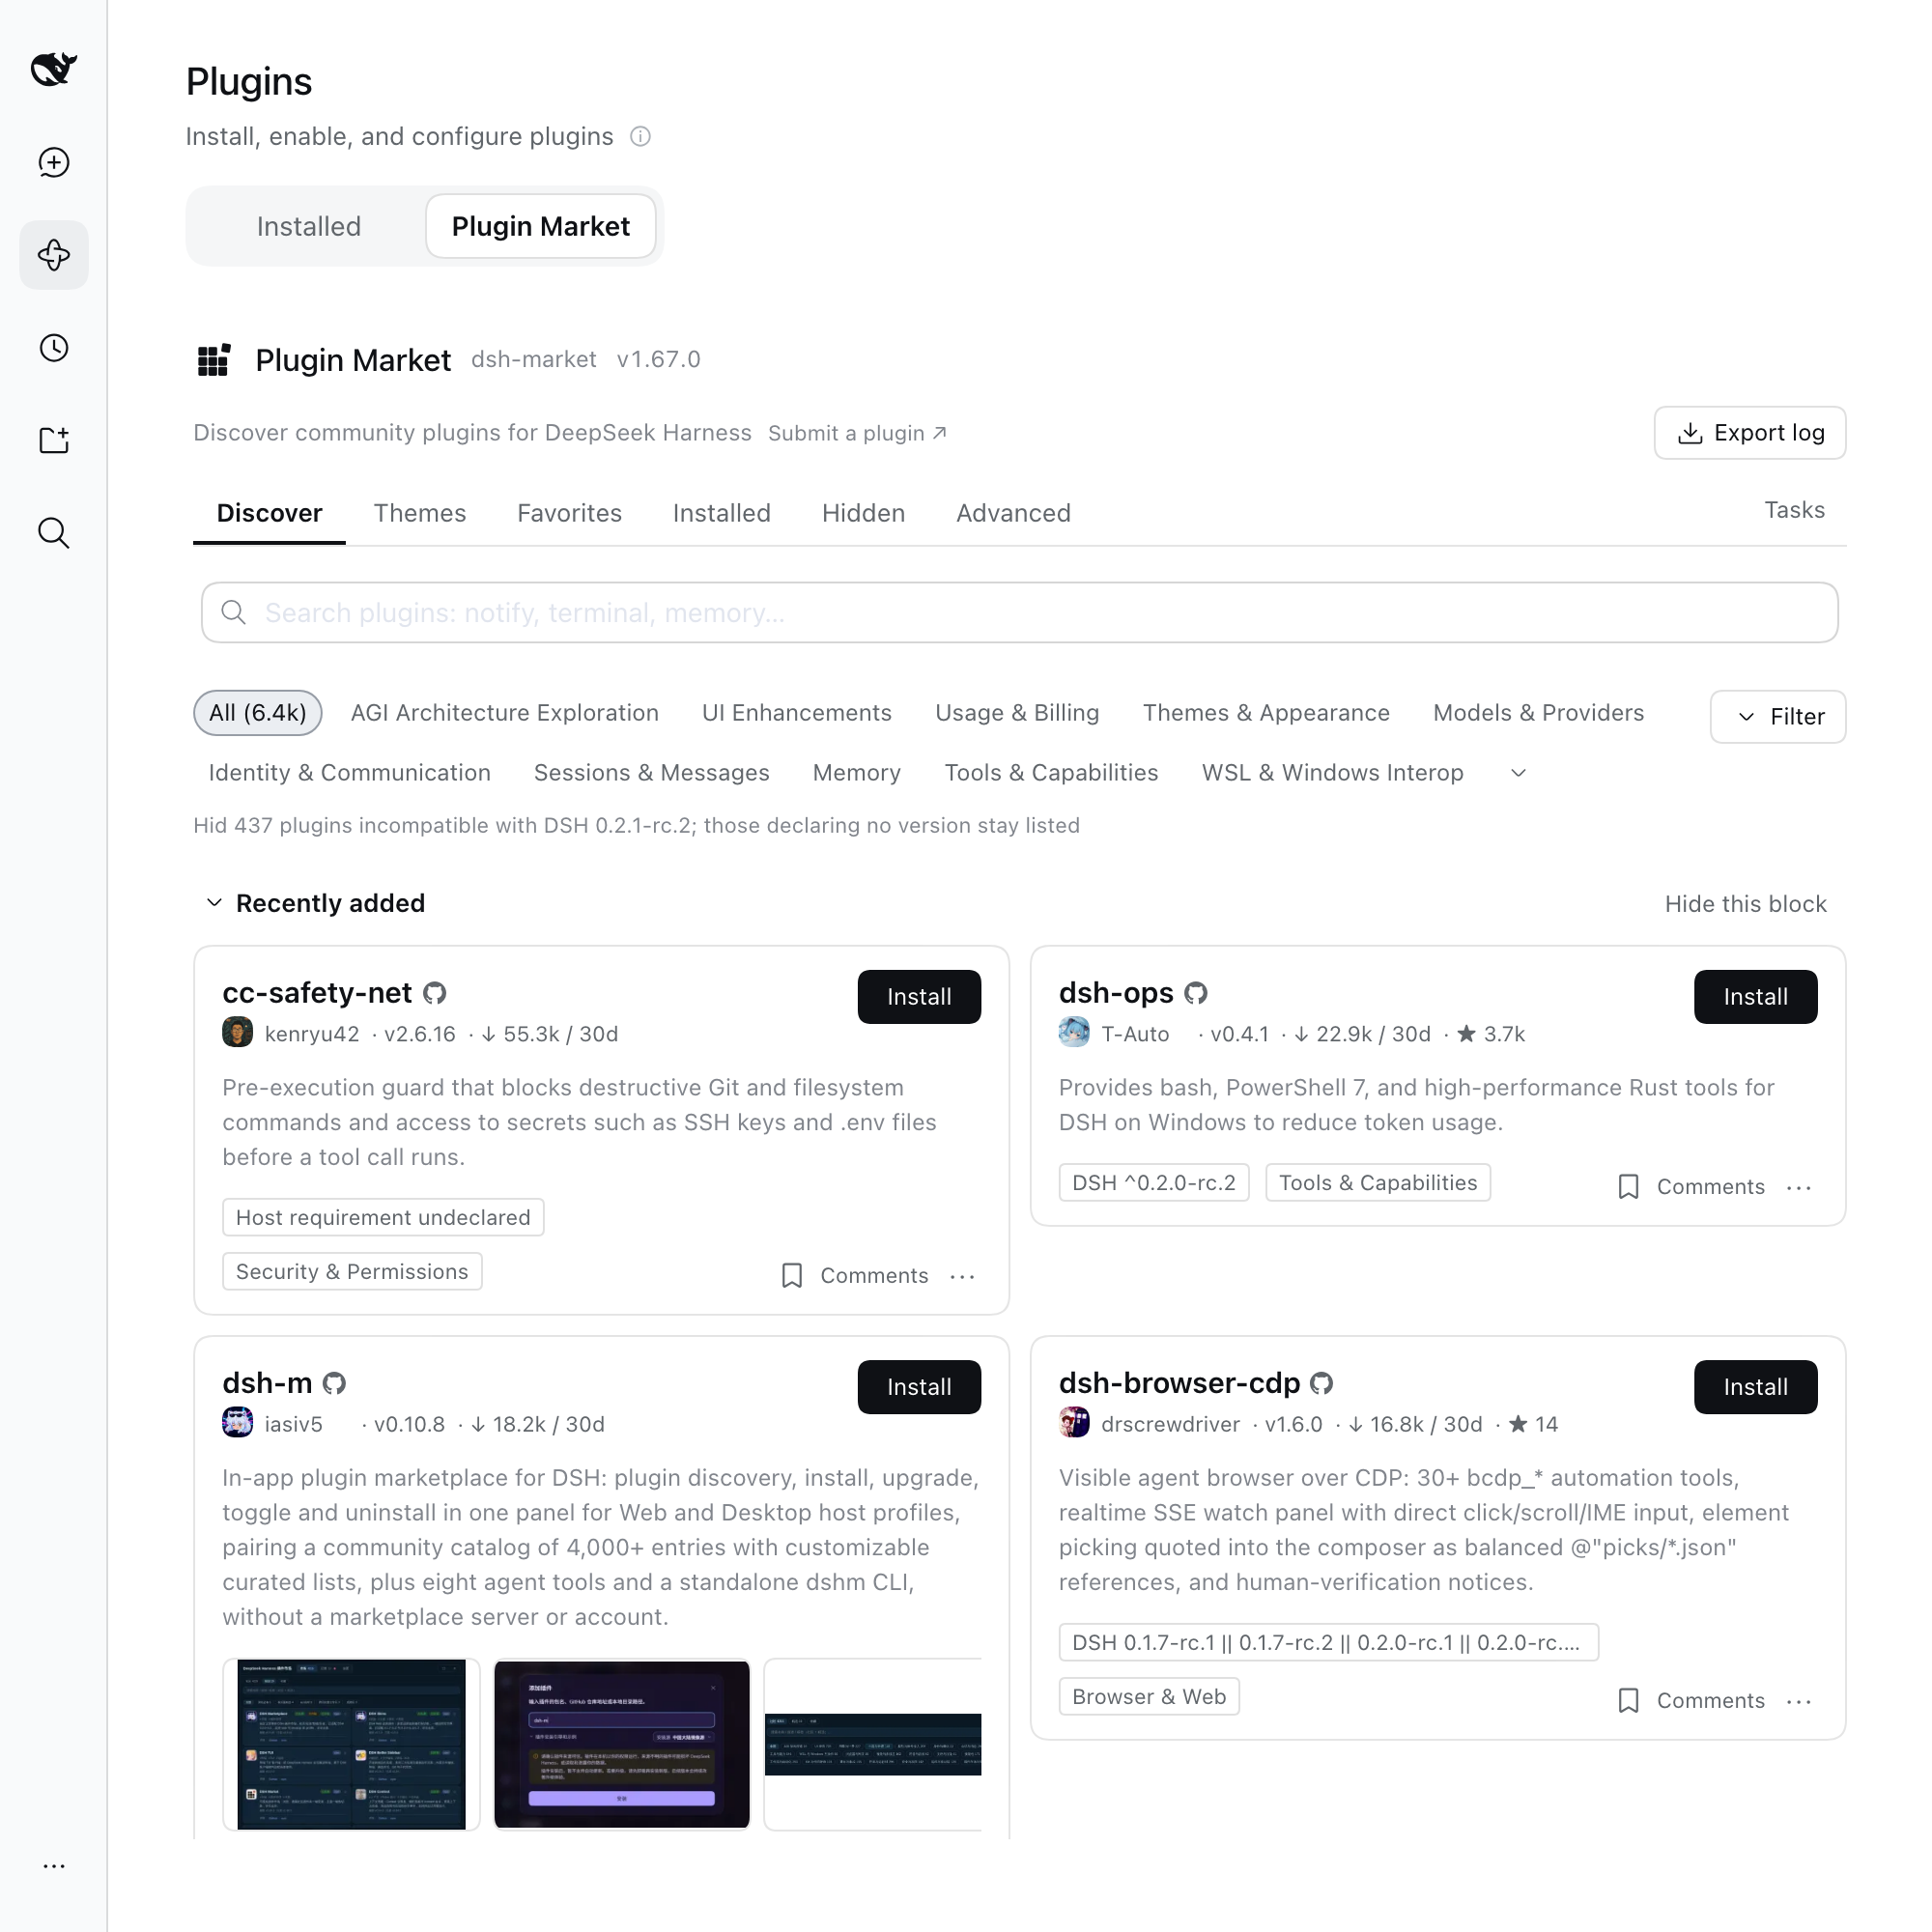 Plugins
Install, enable, and configure plugins
Installed
Plugin Market
Plugin Market dsh-market v1.67.0
Discover community plugins for DeepSeek Harness Submit a plugin ↗
Export log
Discover Themes Favorites Installed Hidden Advanced Tasks
Search plugins: notify, terminal, memory...
All (6.4k) AGI Architecture Exploration UI Enhancements Usage & Billing Themes & Appearance Models & Providers
Filter
Identity & Communication Sessions & Messages Memory Tools & Capabilities WSL & Windows Interop
Hid 437 plugins incompatible with DSH 0.2.1-rc.2; those declaring no version stay listed
Recently added
Hide this block
cc-safety-net
Install
kenryu42 · v2.6.16 · ↓ 55.3k / 30d
Pre-execution guard that blocks destructive Git and filesystem
commands and access to secrets such as SSH keys and .env files
before a tool call runs.
Host requirement undeclared
Security & Permissions
Comments ···
dsh-ops
Install
T-Auto · v0.4.1 · ↓ 22.9k / 30d · ★ 3.7k
Provides bash, PowerShell 7, and high-performance Rust tools for
DSH on Windows to reduce token usage.
DSH ^0.2.0-rc.2
Tools & Capabilities
Comments ···
dsh-m
Install
iasiv5 · v0.10.8 · ↓ 18.2k / 30d
In-app plugin marketplace for DSH: plugin discovery, install, upgrade,
toggle and uninstall in one panel for Web and Desktop host profiles,
pairing a community catalog of 4,000+ entries with customizable
curated lists, plus eight agent tools and a standalone dshm CLI,
without a marketplace server or account.
添加插件
dsh-m
安装
dsh-browser-cdp
Install
drscrewdriver · v1.6.0 · ↓ 16.8k / 30d · ★ 14
Visible agent browser over CDP: 30+ bcdp_* automation tools,
realtime SSE watch panel with direct click/scroll/IME input, element
picking quoted into the composer as balanced @"picks/*.json"
references, and human-verification notices.
DSH 0.1.7-rc.1 || 0.1.7-rc.2 || 0.2.0-rc.1 || 0.2.0-rc....
Browser & Web
Comments ···